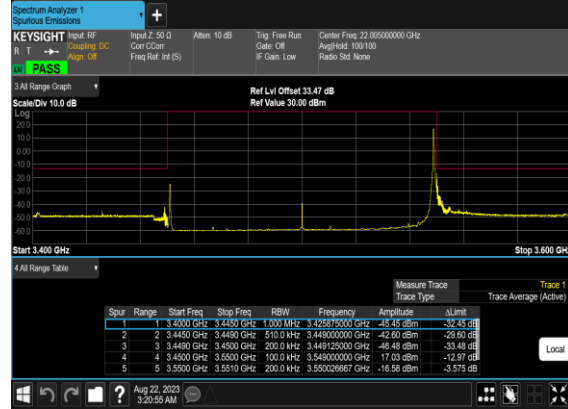 Spectrum Analyzer 1
Spurious Emissions
+
KEYSIGHT Input: RF Input Z: 50 Ω Atten: 10 dB Trig: Free Run Center Freq: 22.005000000 GHz
R T Coupling: DC Corr CCorr Gate: Off Avg|Hold: 100/100
Align: Off Freq Ref: Int (S) IF Gain: Low Radio Std: None
PASS
3 All Range Graph
Ref Lvl Offset 33.47 dB
Scale/Div 10.0 dB Ref Value 30.00 dBm
Log
20.0
10.0
0.00
-10.0
-20.0
-30.0
-40.0
-50.0
-60.0
Start 3.400 GHz Stop 3.600 GHz
4 All Range Table
Measure Trace Trace 1
Trace Type Trace Average (Active)
Spur Range Start Freq Stop Freq RBW Frequency Amplitude ΔLimit
1 1 3.4000 GHz 3.4450 GHz 1.000 MHz 3.425875000 GHz -45.45 dBm -32.45 dB
2 2 3.4450 GHz 3.4490 GHz 510.0 kHz 3.449000000 GHz -42.60 dBm -29.60 dB
3 3 3.4490 GHz 3.4500 GHz 200.0 kHz 3.449125000 GHz -46.48 dBm -33.48 dB
4 4 3.4500 GHz 3.5500 GHz 100.0 kHz 3.549000000 GHz 17.03 dBm -12.97 dB
5 5 3.5500 GHz 3.5510 GHz 200.0 kHz 3.550026667 GHz -16.58 dBm -3.575 dB
Local
?
Aug 22, 2023
3:20:55 AM